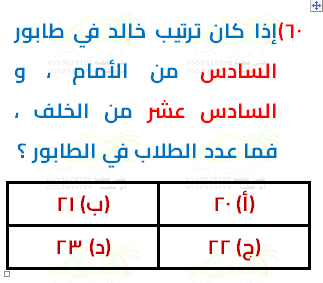 ٦٠)إذا كان ترتيب خالد في طابور
السادس من الأمام ، و
السادس عشر من الخلف ،
فما عدد الطلاب في الطابور ؟
(أ) ٢٠ (ب) ٢١
(ج) ٢٢ (د) ٢٣